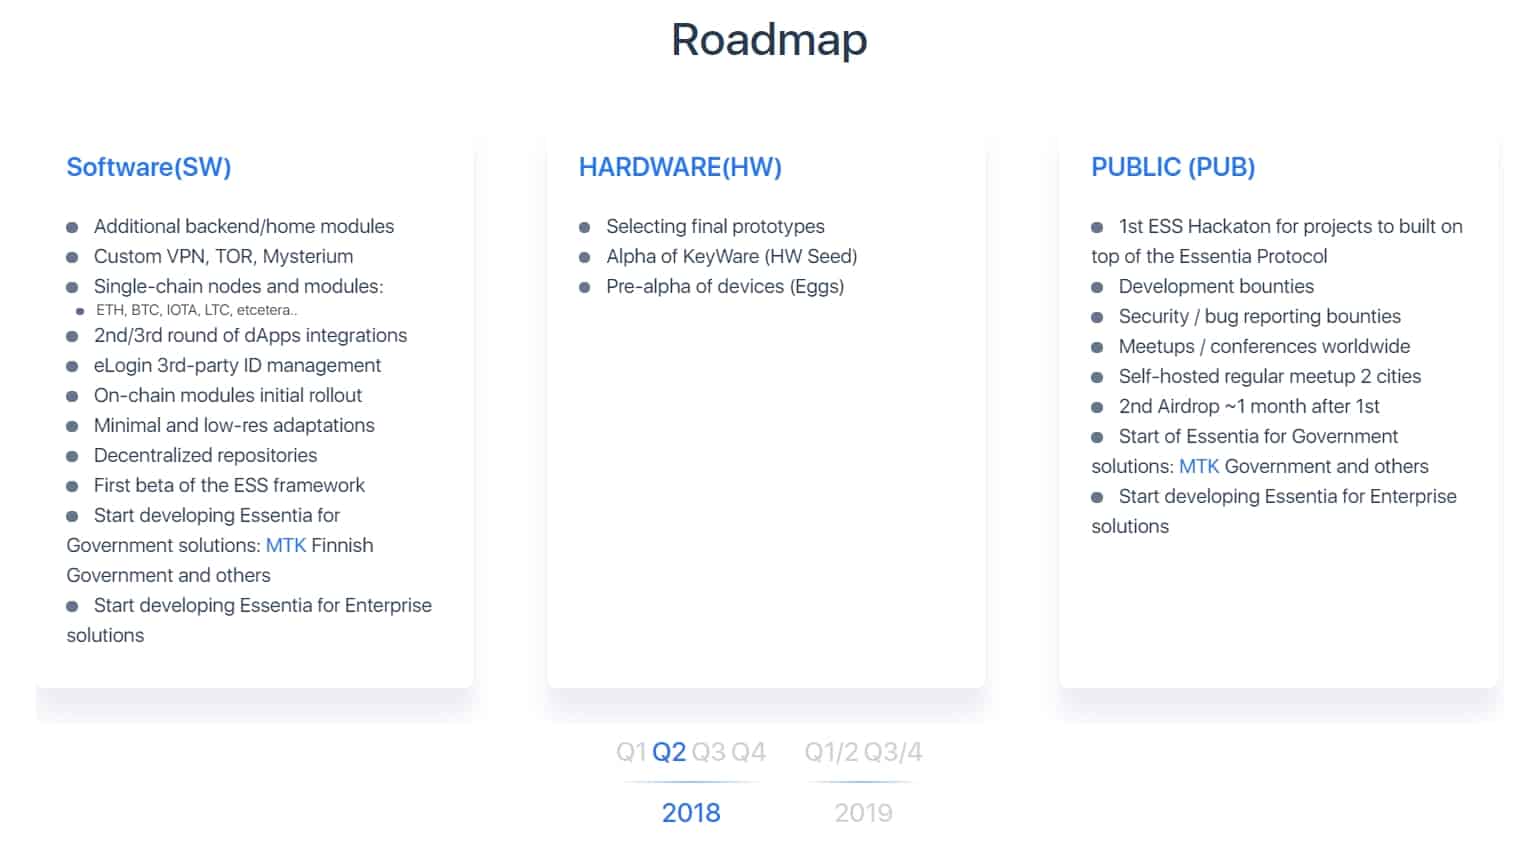 Roadmap
Software(SW)
Additional backend/home modules
Custom VPN, TOR, Mysterium
Single-chain nodes and modules:
ETH, BTC, IOTA, LTC, etcetera..
2nd/3rd round of dApps integrations
eLogin 3rd-party ID management
On-chain modules initial rollout
Minimal and low-res adaptations
Decentralized repositories
First beta of the ESS framework
Start developing Essentia for
Government solutions: MTK Finnish
Government and others
Start developing Essentia for Enterprise
solutions
HARDWARE(HW)
Selecting final prototypes
Alpha of KeyWare (HW Seed)
Pre-alpha of devices (Eggs)
PUBLIC (PUB)
1st ESS Hackaton for projects to built on
top of the Essentia Protocol
Development bounties
Security / bug reporting bounties
Meetups / conferences worldwide
Self-hosted regular meetup 2 cities
2nd Airdrop ~1 month after 1st
Start of Essentia for Government
solutions: MTK Government and others
Start developing Essentia for Enterprise
solutions
Q1 Q2 Q3 Q4 Q1/2 Q3/4
2018 2019